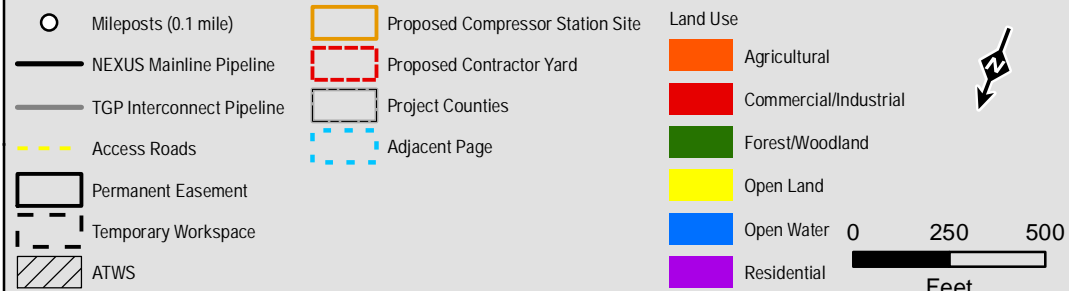 Mileposts (0.1 mile)
NEXUS Mainline Pipeline
TGP Interconnect Pipeline
Access Roads
Permanent Easement
Temporary Workspace
ATWS
Proposed Compressor Station Site
Proposed Contractor Yard
Project Counties
Adjacent Page
Land Use
Agricultural
Commercial/Industrial
Forest/Woodland
Open Land
Open Water
Residential
N
0 250 500
Feet